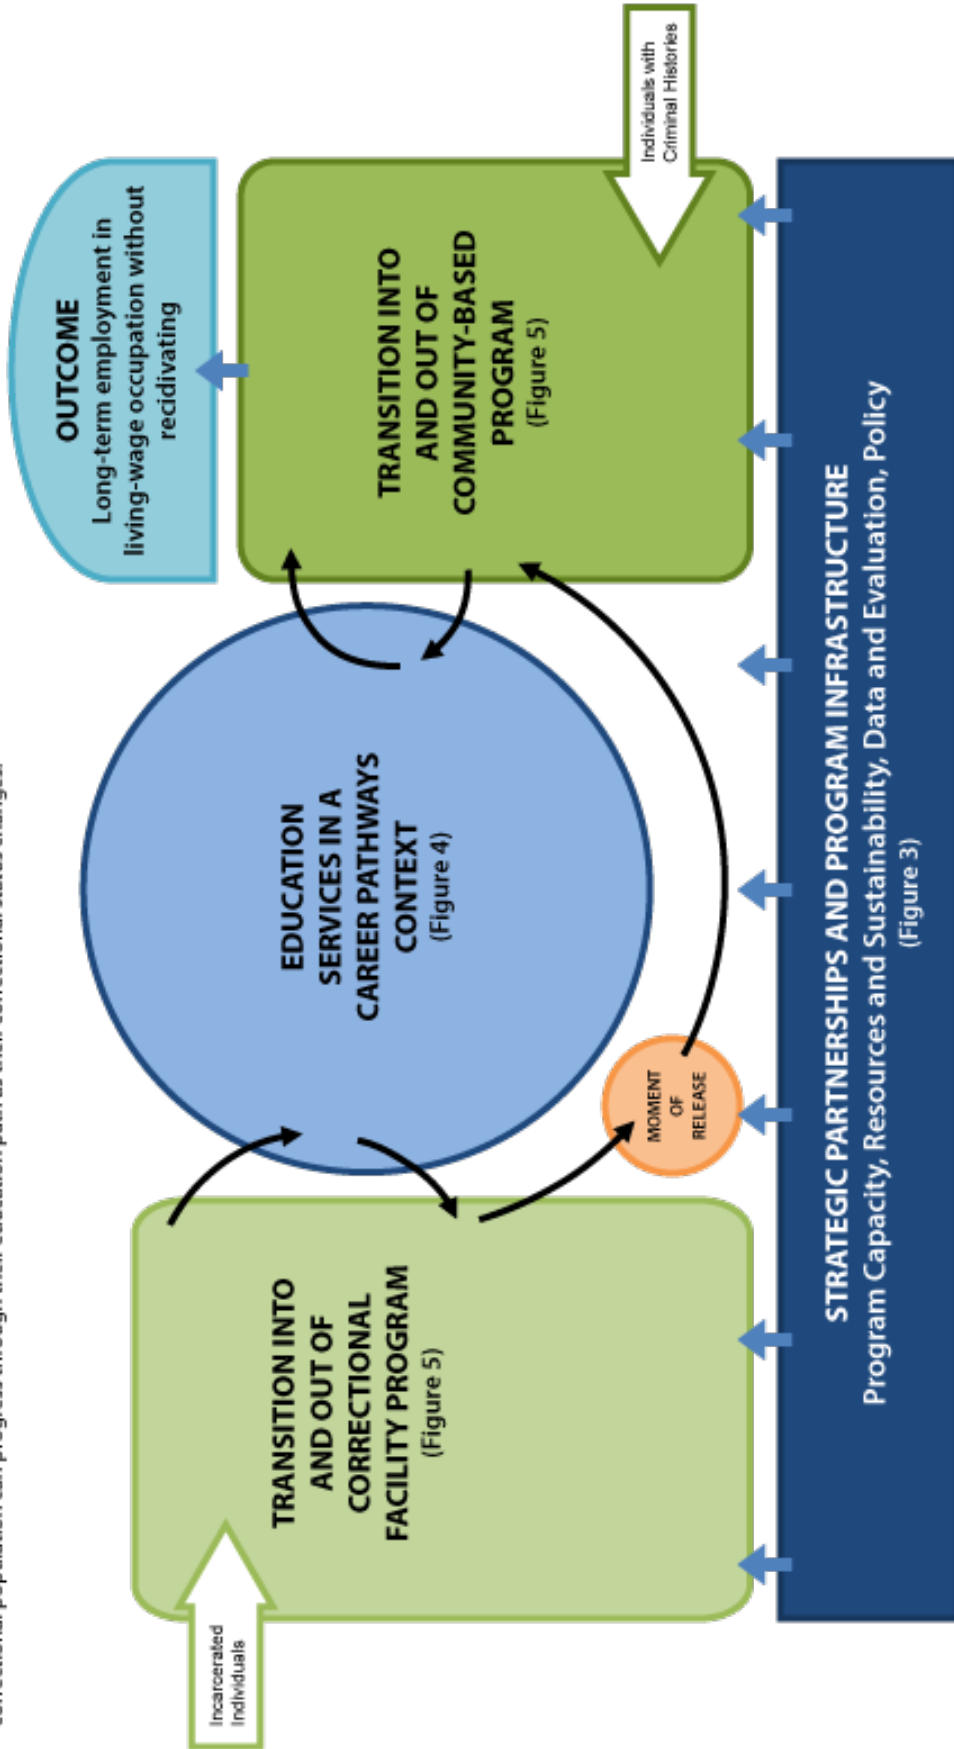 OUTCOME
Long-term employment in
living-wage occupation without
recidivating
Incarcerated
Individuals
TRANSITION INTO
AND OUT OF
CORRECTIONAL
FACILITY PROGRAM
(Figure 5)
EDUCATION
SERVICES IN A
CAREER PATHWAYS
CONTEXT
(Figure 4)
TRANSITION INTO
AND OUT OF
COMMUNITY-BASED
PROGRAM
(Figure 5)
MOMENT
OF
RELEASE
Individuals with
Criminal Histories
STRATEGIC PARTNERSHIPS AND PROGRAM INFRASTRUCTURE
Program Capacity, Resources and Sustainability, Data and Evaluation, Policy
(Figure 3)